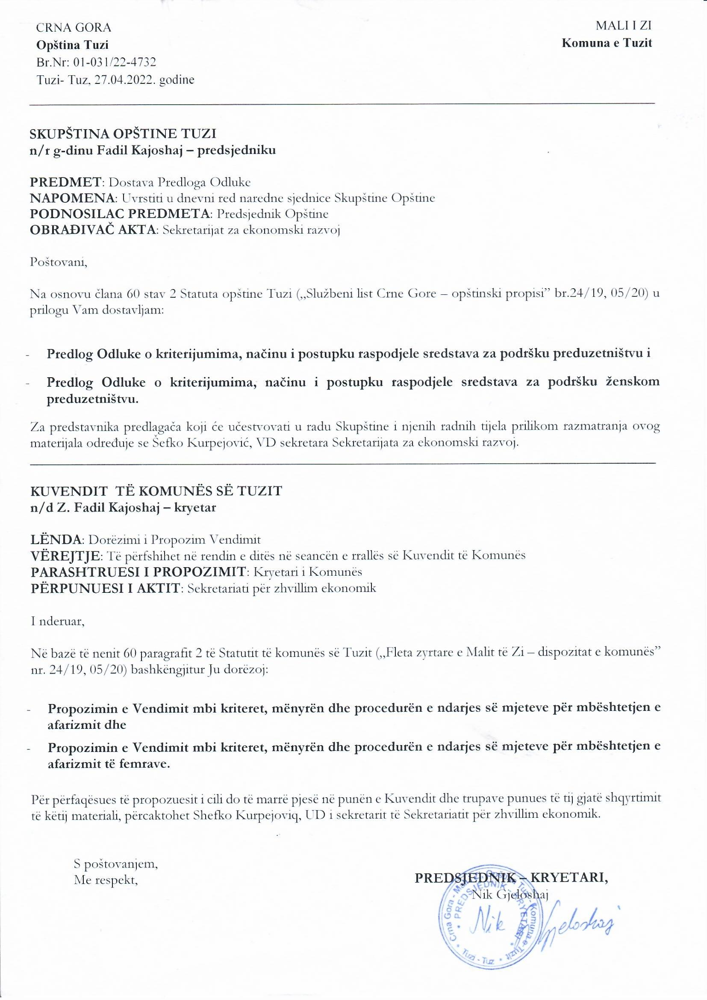 CRNA GORA
MALI I ZI
Opština Tuzi
Komuna e Tuzit
Br.Nr: 01-031/22-4732
Tuzi- Tuz, 27.04.2022. godine
SKUPŠTINA OPŠTINE TUZI
n/r g-dinu Fadil Kajoshaj – predsjedniku
PREDMET: Dostava Predloga Odluke
NAPOMENA: Uvrstiti u dnevni red naredne sjednice Skupštine Opštine
PODNOSILAC PREDMETA: Predsjednik Opštine
OBRAĐIVAČ AKTA: Sekretarijat za ekonomski razvoj
Poštovani,
Na osnovu člana 60 stav 2 Statuta opštine Tuzi („Službeni list Crne Gore – opštinski propisi” br.24/19, 05/20) u
prilogu Vam dostavljam:
- Predlog Odluke o kriterijumima, načinu i postupku raspodjele sredstava za podršku preduzetništvu i
- Predlog Odluke o kriterijumima, načinu i postupku raspodjele sredstava za podršku ženskom
preduzetništvu.
Za predstavnika predlagača koji će učestvovati u radu Skupštine i njenih radnih tijela prilikom razmatranja ovog
materijala određuje se Šefko Kurpejović, VD sekretara Sekretarijata za ekonomski razvoj.
KUVENDIT TË KOMUNËS SË TUZIT
n/d Z. Fadil Kajoshaj – kryetar
LËNDA: Dorëzimi i Propozim Vendimit
VËREJTJE: Të përfshihet në rendin e ditës në seancën e rrallës së Kuvendit të Komunës
PARASHTRUESI I PROPOZIMIT: Kryetari i Komunës
PËRPUNUESI I AKTIT: Sekretariati për zhvillim ekonomik
I nderuar,
Në bazë të nenit 60 paragrafit 2 të Statutit të komunës së Tuzit („Fleta zyrtare e Malit të Zi – dispozitat e komunës”
nr. 24/19, 05/20) bashkëngjitur Ju dorëzoj:
- Propozimin e Vendimit mbi kriteret, mënyrën dhe procedurën e ndarjes së mjeteve për mbështetjen e
afarizmit dhe
- Propozimin e Vendimit mbi kriteret, mënyrën dhe procedurën e ndarjes së mjeteve për mbështetjen e
afarizmit të femrave.
Për përfaqësues të propozuesit i cili do të marrë pjesë në punën e Kuvendit dhe trupave punues të tij gjatë shqyrtimit
të këtij materiali, përcaktohet Shefko Kurpejoviq, UD i sekretarit të Sekretariatit për zhvillim ekonomik.
S poštovanjem,
Me respekt,
PREDSJEDNIK – KRYETARI,
Nik Gjeloshaj
Crna Gora - Mali i Zi, Opština Tuzi - Komuna e Tuzit
PREDSJEDNIK - KRYETARI
Tuzi - Tuz
Nik Gjeloshaj